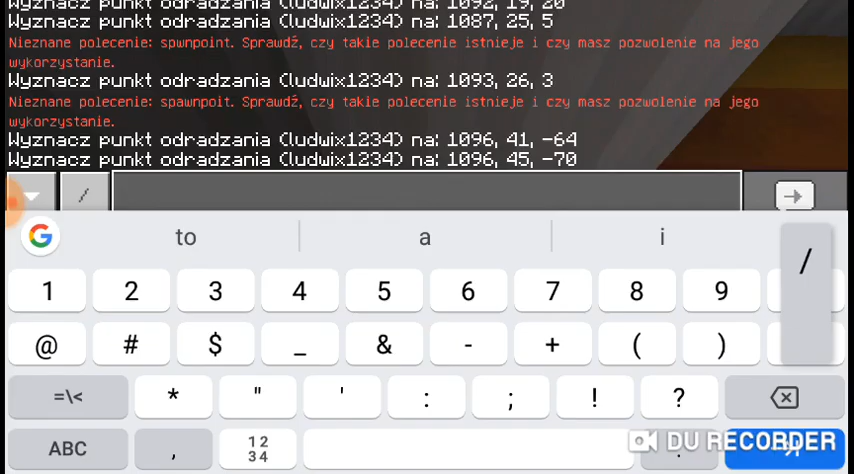 Wyznacz punkt odradzania (ludwix1234) na: 1092, 19, 20
Wyznacz punkt odradzania (ludwix1234) na: 1087, 25, 5
Nieznane polecenie: spwnpoint. Sprawdź, czy takie polecenie istnieje i czy masz pozwolenie na jego
wykorzystanie.
Wyznacz punkt odradzania (ludwix1234) na: 1093, 26, 3
Nieznane polecenie: spawnpoit. Sprawdź, czy takie polecenie istnieje i czy masz pozwolenie na jego
wykorzystanie.
Wyznacz punkt odradzania (ludwix1234) na: 1096, 41, -64
Wyznacz punkt odradzania (ludwix1234) na: 1096, 45, -70
/
G to a i
/
1 2 3 4 5 6 7 8 9
@ # $ _ & - + ( )
=\< * " ' : ; ! ?
ABC , 12 .
34
DU RECORDER